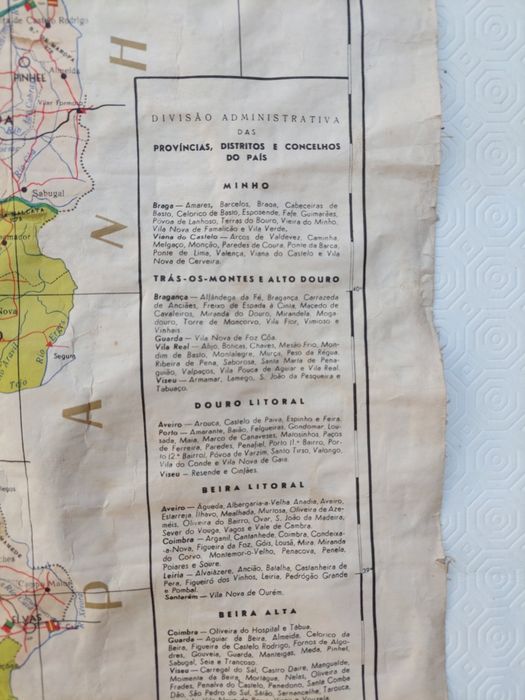 de Castelo Rodrigo
PINHEL
Almeida
Vilar Formoso
Sabugal
Segura
Tejo
ELVAS
H
N
A
P
40°
39°
DIVISÃO ADMINISTRATIVA
DAS
PROVÍNCIAS, DISTRITOS E CONCELHOS
DO PAÍS
MINHO
Braga — Amares, Barcelos, Braga, Cabeceiras de
Basto, Celorico de Basto, Esposende, Fafe, Guimarães,
Póvoa de Lanhoso, Terras do Bouro, Vieira do Minho,
Vila Nova de Famalicão e Vila Verde,
Viana do Castelo — Arcos de Valdevez, Caminha,
Melgaço, Monção, Paredes de Coura, Ponte da Barca,
Ponte de Lima, Valença, Viana do Castelo e Vila
Nova de Cerveira.
TRÁS-OS-MONTES E ALTO DOURO
Bragança — Alfândega da Fé, Bragança, Carrazeda
de Anciães, Freixo de Espada à Cinta, Macedo de
Cavaleiros, Miranda do Douro, Mirandela, Moga-
douro, Torre de Moncorvo, Vila Flor, Vimioso e
Vinhais.
Guarda — Vila Nova de Foz Côa.
Vila Real — Alijó, Boticas, Chaves, Mesão Frio, Mon-
dim de Basto, Montalegre, Murça, Peso da Régua,
Ribeira de Pena, Sabrosa, Santa Marta de Pena-
guião, Valpaços, Vila Pouca de Aguiar e Vila Real.
Viseu — Armamar, Lamego, S. João da Pesqueira e
Tabuaço.
DOURO LITORAL
Aveiro — Arouca, Castelo de Paiva, Espinho e Feira.
Porto — Amarante, Baião, Felgueiras, Gondomar, Lou-
sada, Maia, Marco de Canaveses, Matosinhos, Paços
de Ferreira, Paredes, Penafiel, Porto (1.º Bairro), Por-
to (2.º Bairro), Póvoa de Varzim, Santo Tirso, Valongo,
Vila do Conde e Vila Nova de Gaia.
Viseu — Resende e Cinfães.
BEIRA LITORAL
Aveiro — Águeda, Albergaria-a-Velha, Anadia, Aveiro,
Estarreja, Ílhavo, Mealhada, Murtosa, Oliveira de Aze-
méis, Oliveira do Bairro, Ovar, S. João da Madeira,
Sever do Vouga, Vagos e Vale de Cambra.
Coimbra — Arganil, Cantanhede, Coimbra, Condeixa-
-a-Nova, Figueira da Foz, Góis, Lousã, Mira, Miranda
do Corvo, Montemor-o-Velho, Penacova, Penela,
Poiares e Soure.
Leiria — Alvaiázere, Ancião, Batalha, Castanheira de
Pera, Figueiró dos Vinhos, Leiria, Pedrógão Grande
e Pombal.
Santarém — Vila Nova de Ourém.
BEIRA ALTA
Coimbra — Oliveira do Hospital e Tábua.
Guarda — Aguiar da Beira, Almeida, Celorico da
Beira, Figueira de Castelo Rodrigo, Fornos de Algo-
dres, Gouveia, Guarda, Manteigas, Meda, Pinhel,
Sabugal, Seia e Trancoso.
Viseu — Carregal do Sal, Castro Daire, Mangualde,
Moimenta da Beira, Mortágua, Nelas, Oliveira de
Frades, Penalva do Castelo, Penedono, Santa Comba
Dão, São Pedro do Sul, Sátão, Sernancelhe, Tarouca,